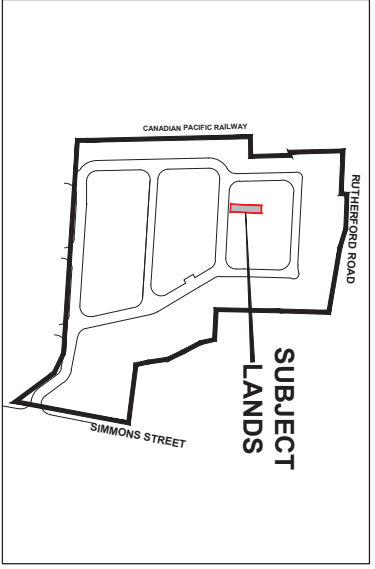 CANADIAN PACIFIC RAILWAY
RUTHERFORD ROAD
SUBJECT
LANDS
SIMMONS STREET